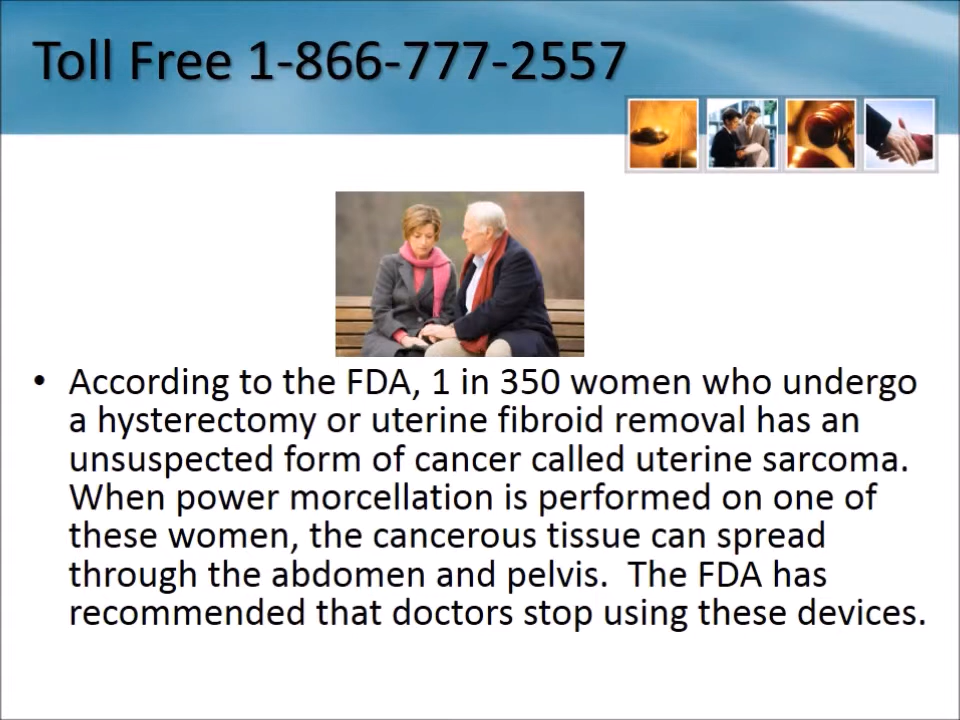 Toll Free 1-866-777-2557
• According to the FDA, 1 in 350 women who undergo
a hysterectomy or uterine fibroid removal has an
unsuspected form of cancer called uterine sarcoma.
When power morcellation is performed on one of
these women, the cancerous tissue can spread
through the abdomen and pelvis.  The FDA has
recommended that doctors stop using these devices.